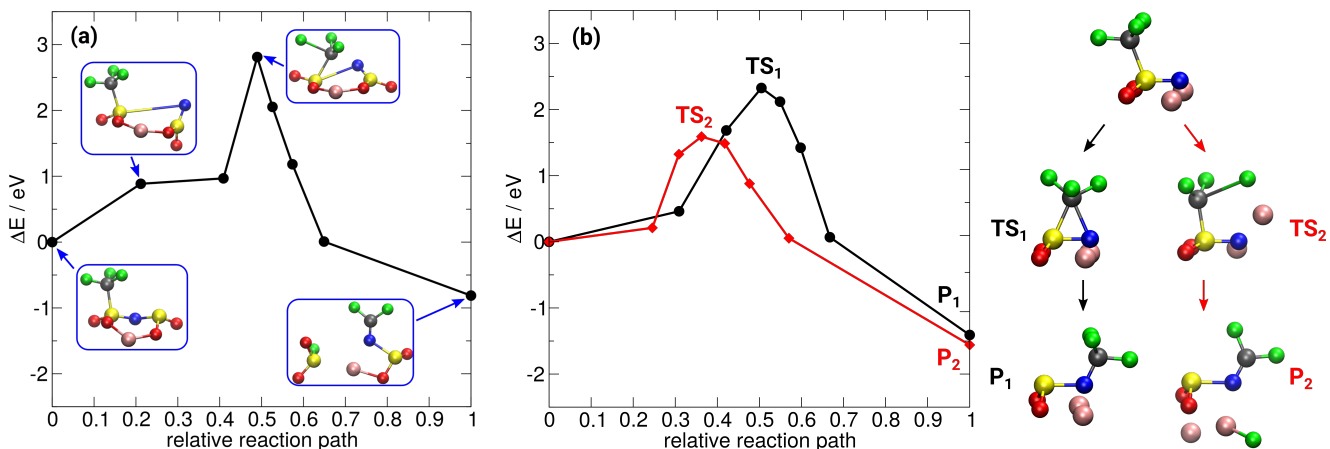 (a)
3
2
1
0
-1
-2
ΔE / eV
0 0.1 0.2 0.3 0.4 0.5 0.6 0.7 0.8 0.9 1
relative reaction path
(b)
3
2
1
0
-1
-2
ΔE / eV
TS1
TS2
P1
P2
0 0.1 0.2 0.3 0.4 0.5 0.6 0.7 0.8 0.9 1
relative reaction path
TS1
TS2
P1
P2